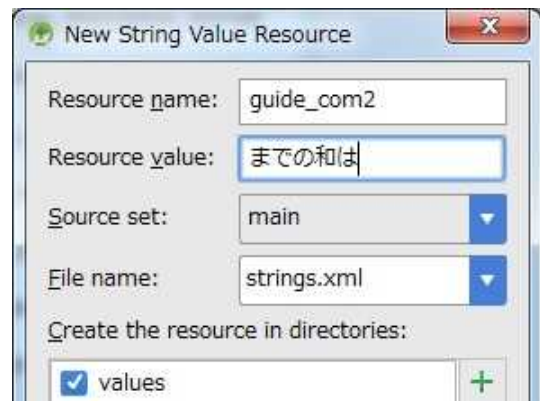 New String Value Resource
Resource name: guide_com2
Resource value: までの和は
Source set: main
File name: strings.xml
Create the resource in directories:
values